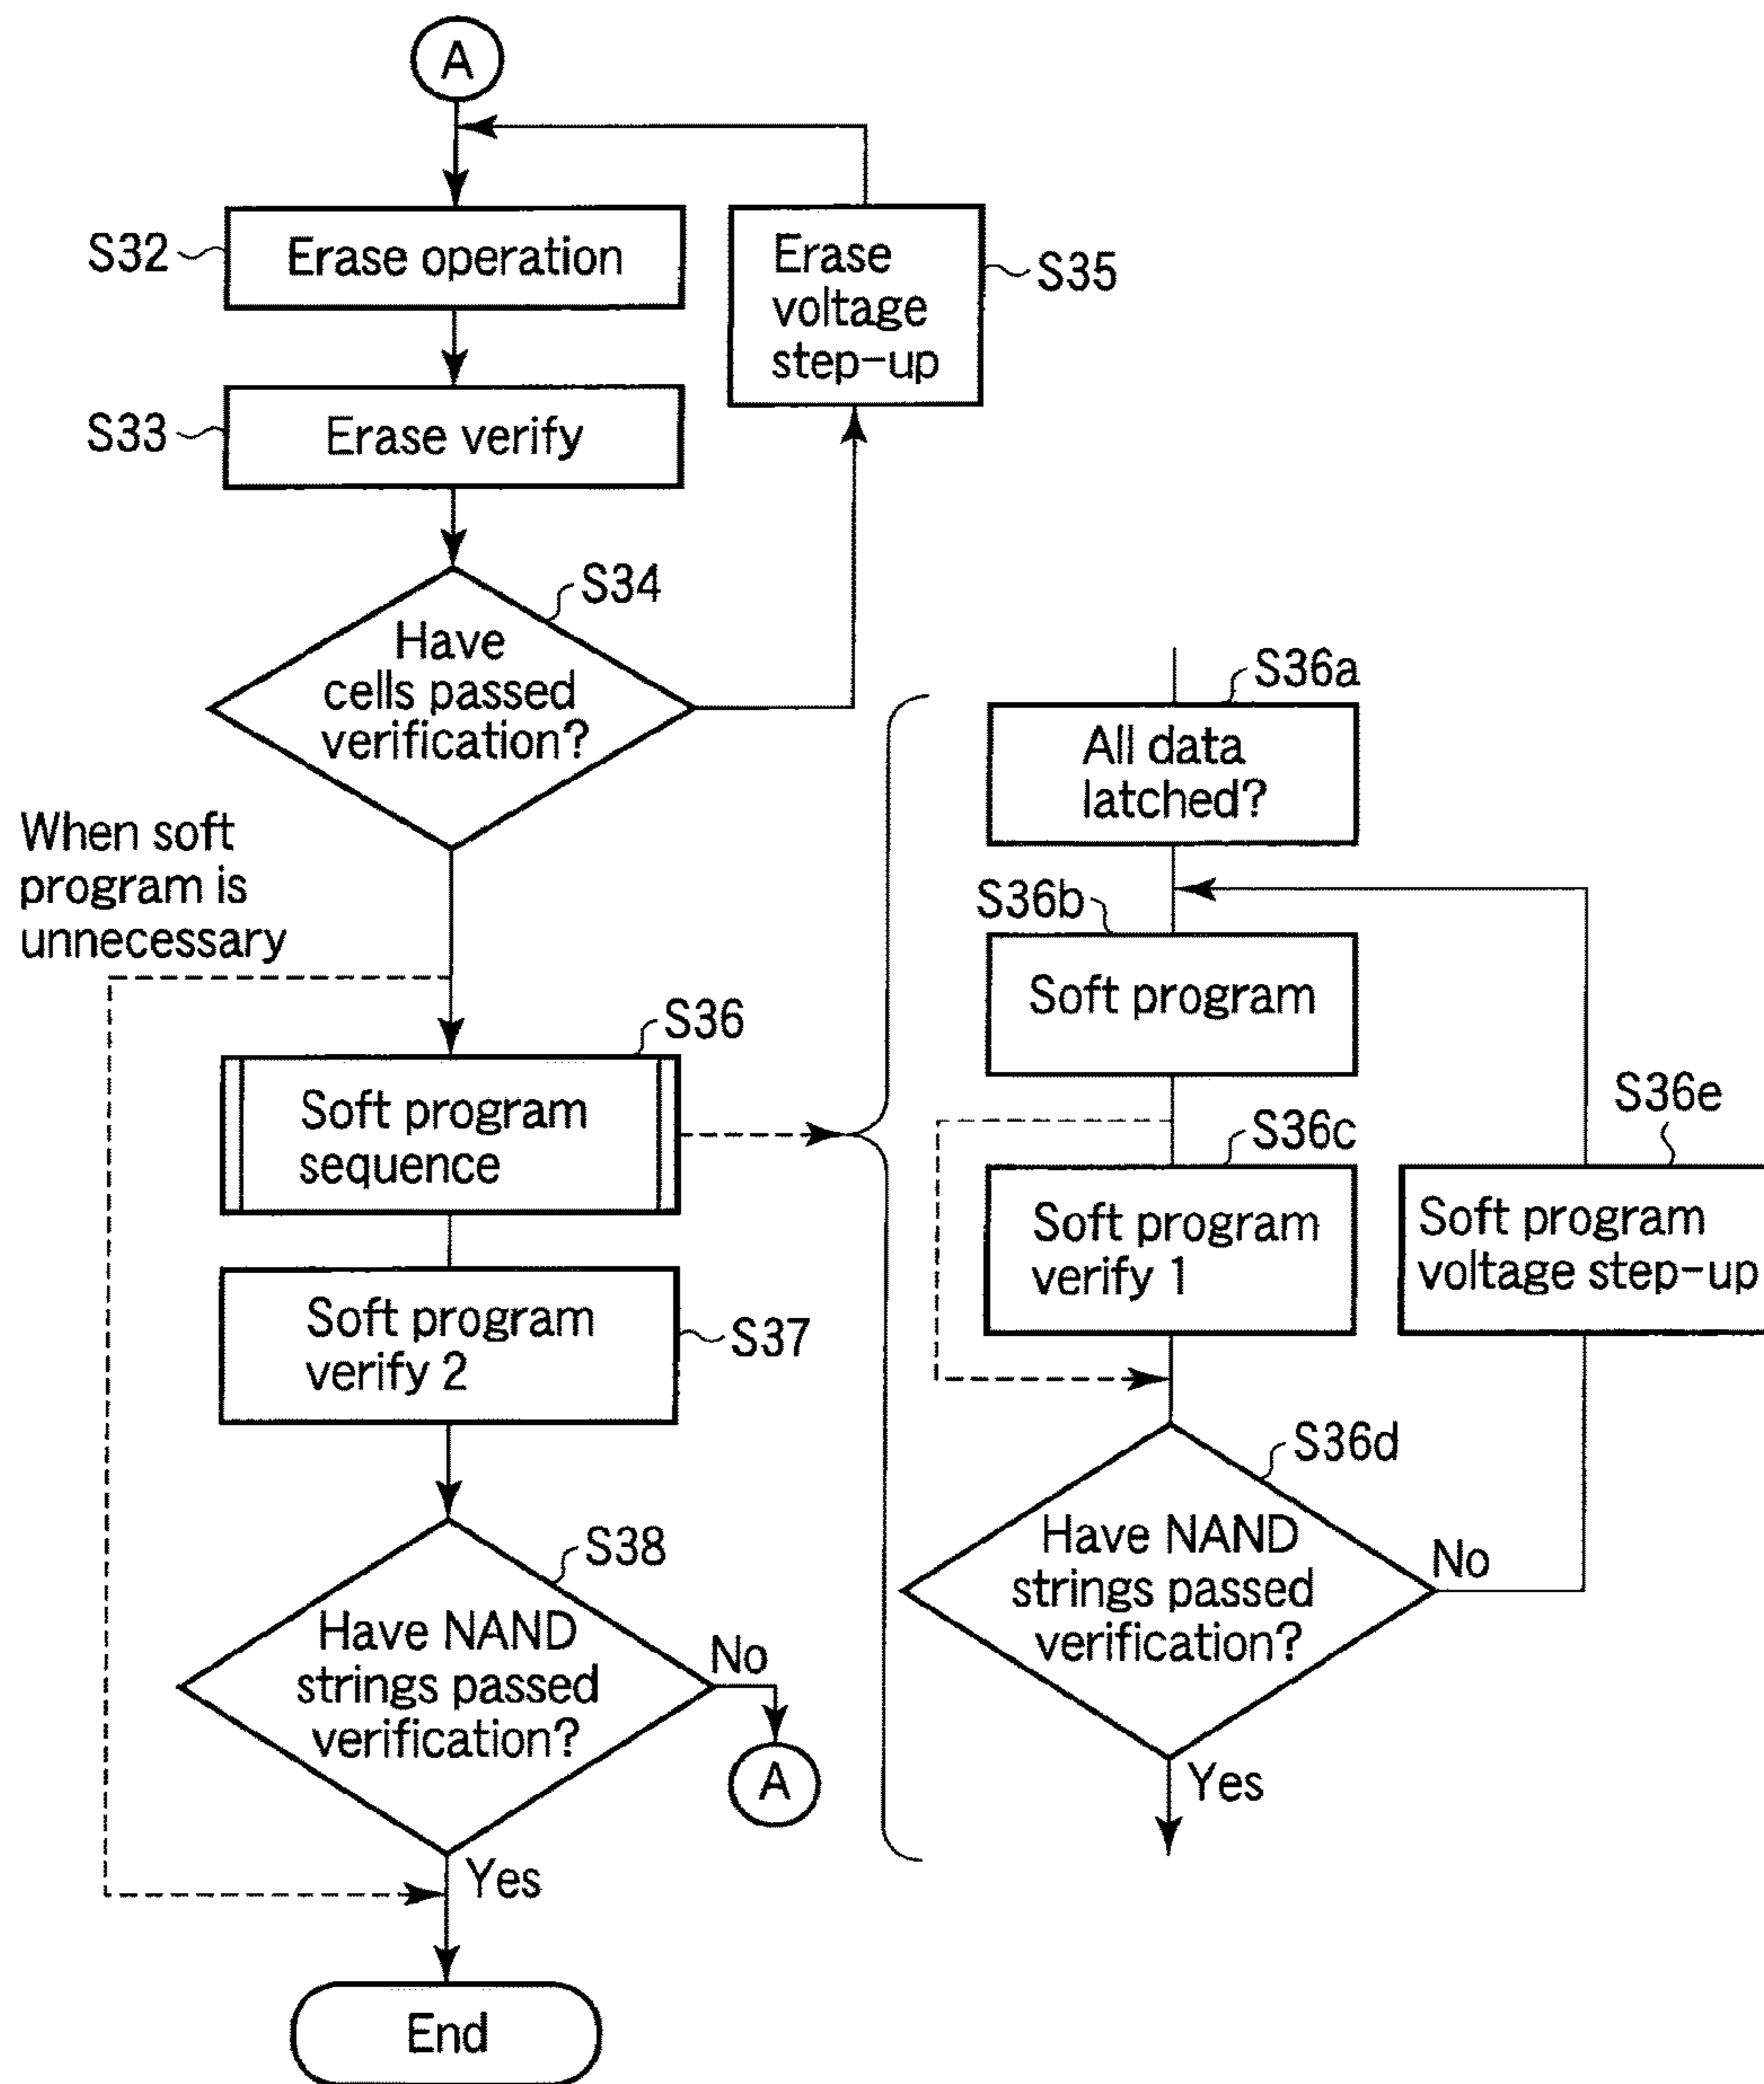 A
S32
Erase operation
Erase
voltage
step-up
S35
S33
Erase verify
S34
Have
cells passed
verification?
When soft
program is
unnecessary
S36
Soft program
sequence
Soft program
verify 2
S37
S38
Have NAND
strings passed
verification?
No
A
Yes
End
S36a
All data
latched?
S36b
Soft program
S36c
Soft program
verify 1
S36e
Soft program
voltage step-up
S36d
Have NAND
strings passed
verification?
No
Yes